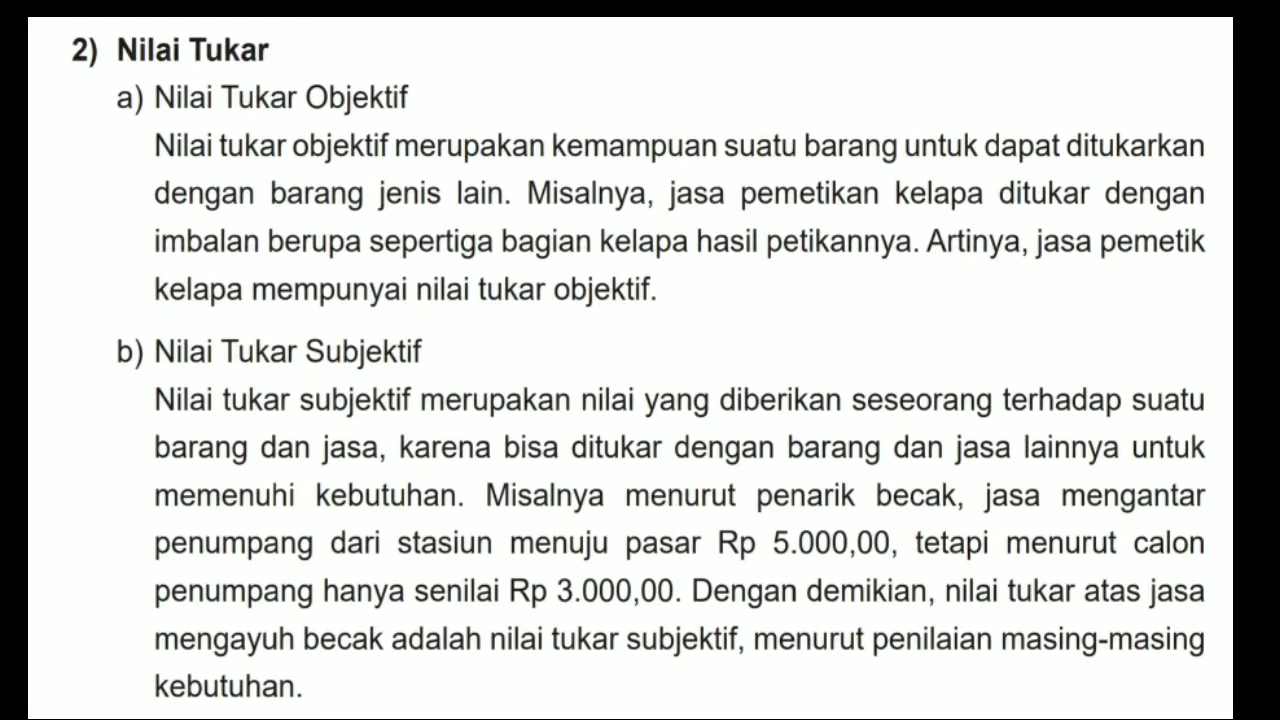 2) Nilai Tukar
a) Nilai Tukar Objektif
Nilai tukar objektif merupakan kemampuan suatu barang untuk dapat ditukarkan
dengan barang jenis lain. Misalnya, jasa pemetikan kelapa ditukar dengan
imbalan berupa sepertiga bagian kelapa hasil petikannya. Artinya, jasa pemetik
kelapa mempunyai nilai tukar objektif.
b) Nilai Tukar Subjektif
Nilai tukar subjektif merupakan nilai yang diberikan seseorang terhadap suatu
barang dan jasa, karena bisa ditukar dengan barang dan jasa lainnya untuk
memenuhi kebutuhan. Misalnya menurut penarik becak, jasa mengantar
penumpang dari stasiun menuju pasar Rp 5.000,00, tetapi menurut calon
penumpang hanya senilai Rp 3.000,00. Dengan demikian, nilai tukar atas jasa
mengayuh becak adalah nilai tukar subjektif, menurut penilaian masing-masing
kebutuhan.